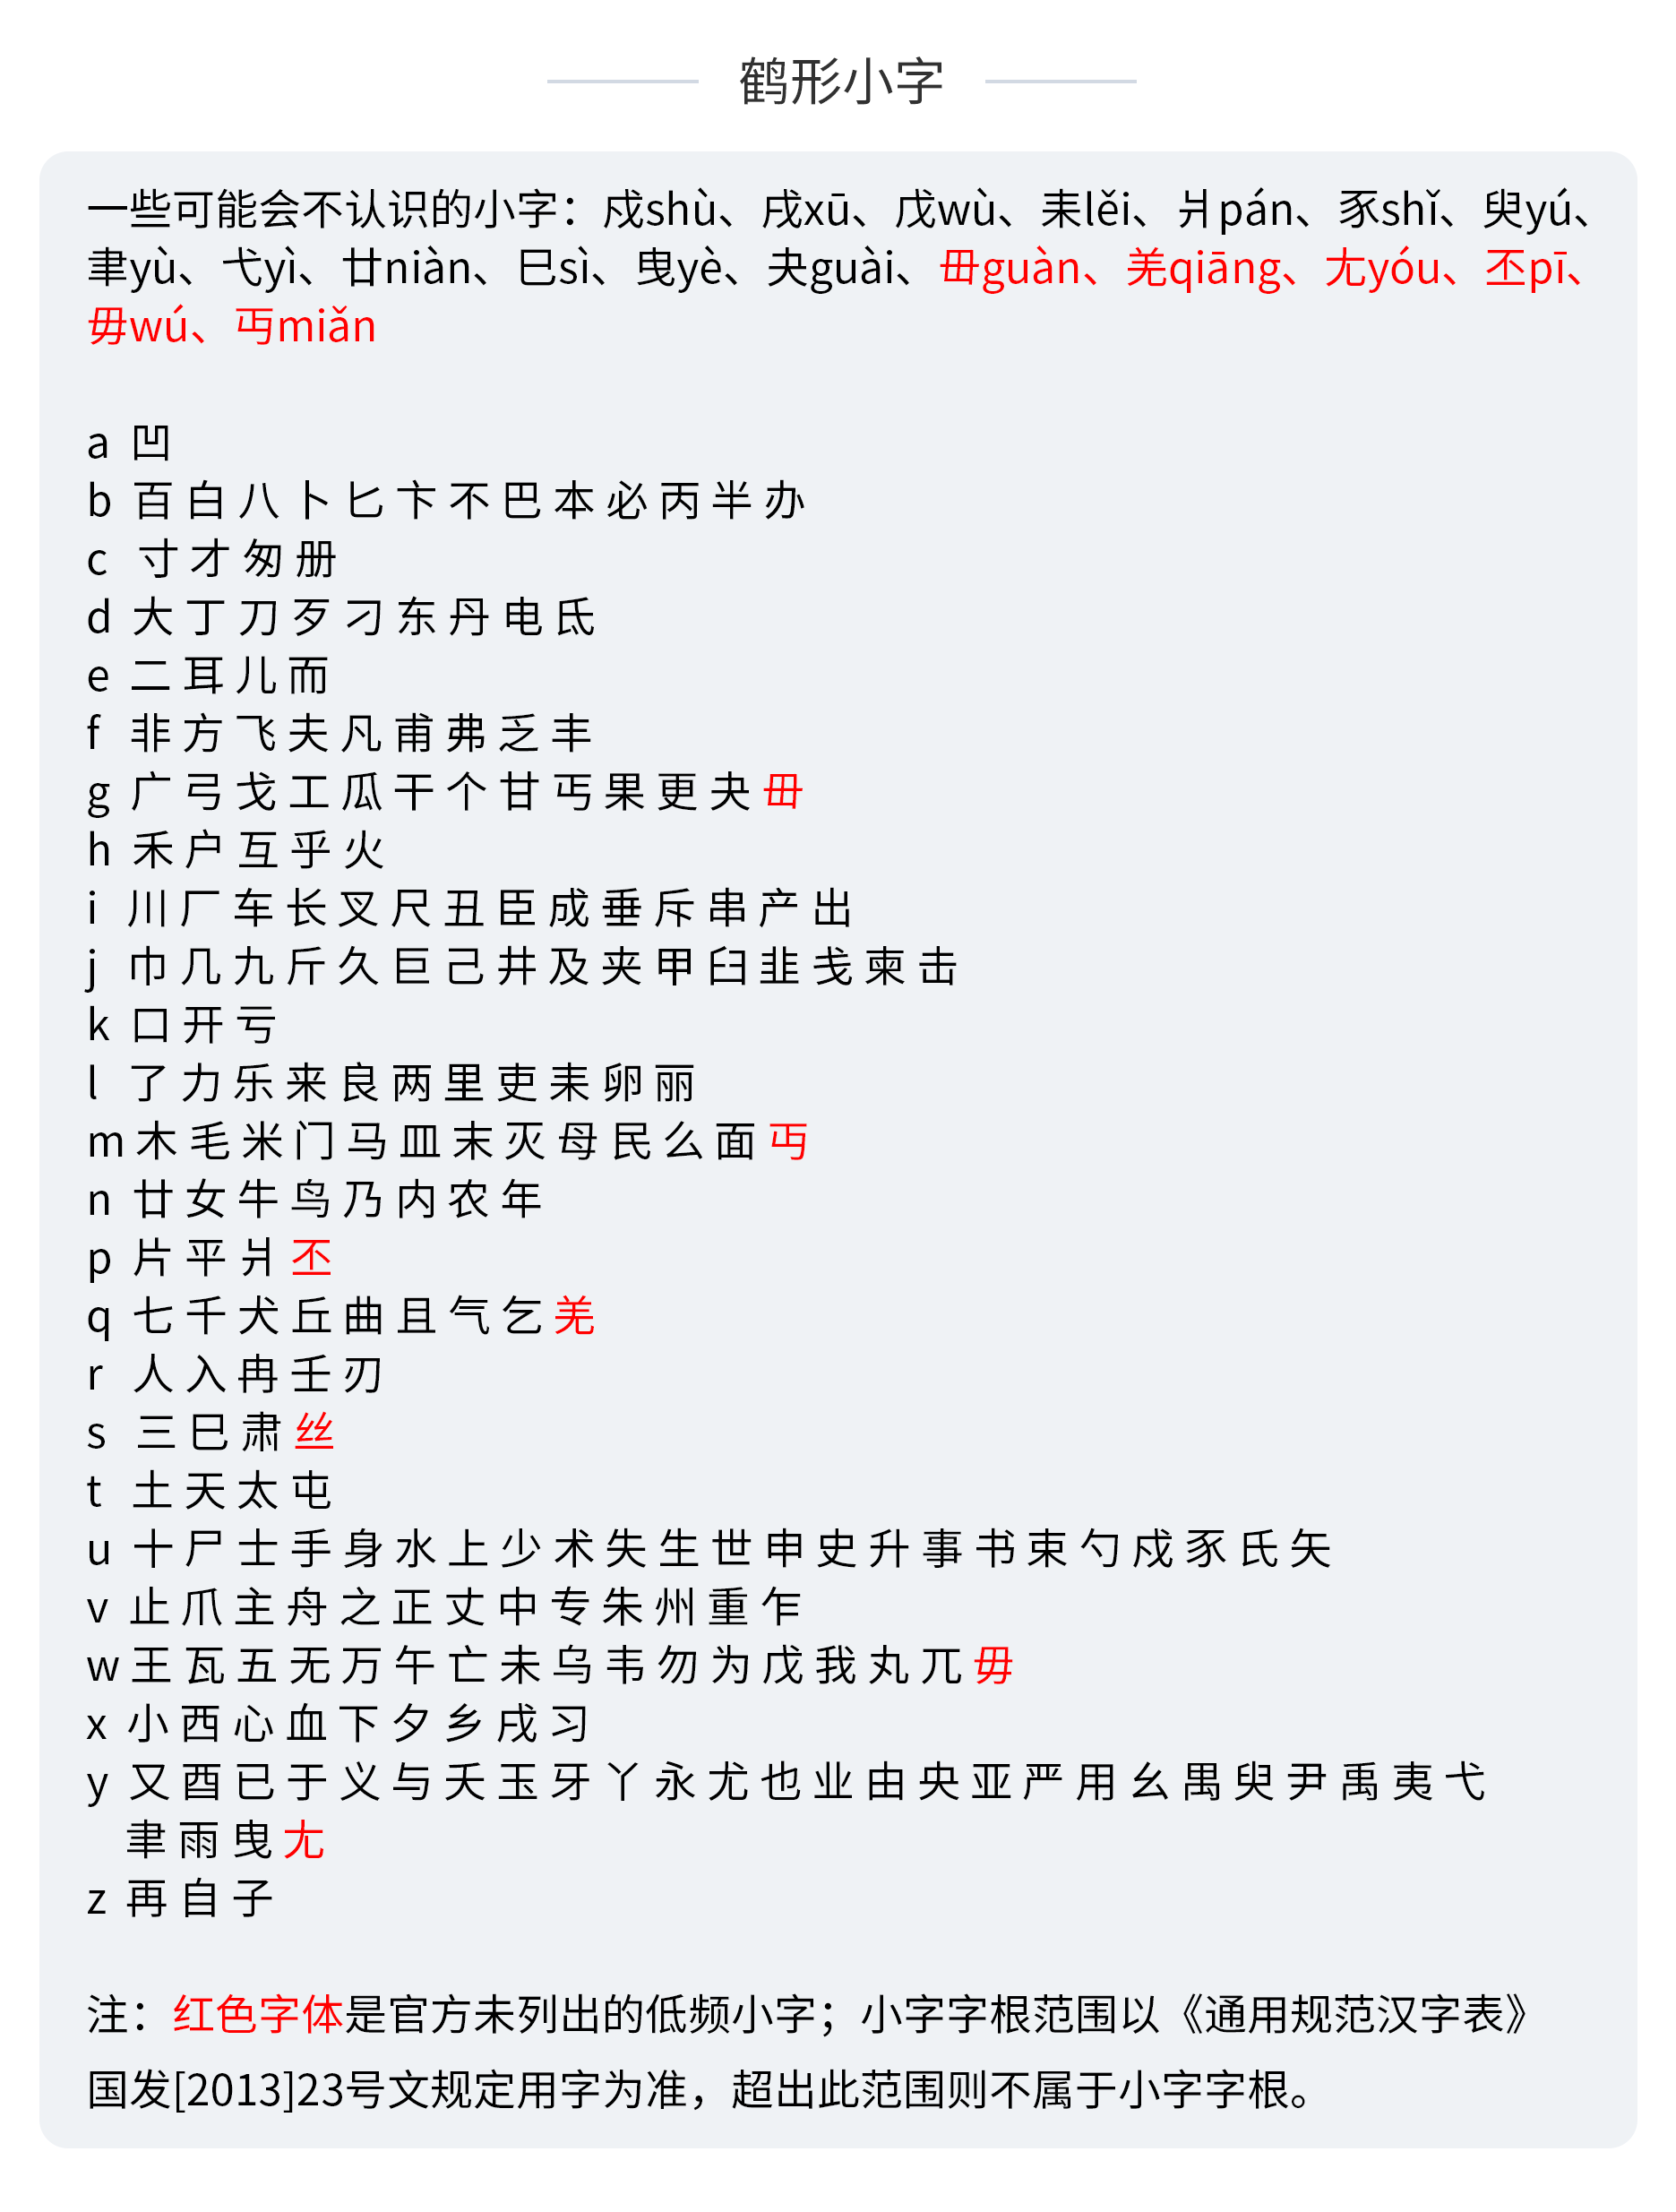 鹤形小字
一些可能会不认识的小字：戍shù、戌xū、戊wù、耒lěi、爿pán、豕shǐ、臾yú、
聿yù、弋yì、廿niàn、巳sì、曳yè、夬guài、毌guàn、羌qiāng、尢yóu、丕pī、
毋wú、丏miǎn
a 凹
b 百 白 八 卜 匕 卞 不 巴 本 必 丙 半 办
c 寸 才 匆 册
d 大 丁 刀 歹 刁 东 丹 电 氐
e 二 耳 儿 而
f 非 方 飞 夫 凡 甫 弗 乏 丰
g 广 弓 戈 工 瓜 干 个 甘 丐 果 更 夬 毌
h 禾 户 互 乎 火
i 川 厂 车 长 叉 尺 丑 臣 成 垂 斥 串 产 出
j 巾 几 九 斤 久 巨 己 井 及 夹 甲 臼 韭 戋 柬 击
k 口 开 亏
l 了 力 乐 来 良 两 里 吏 耒 卵 丽
m 木 毛 米 门 马 皿 末 灭 母 民 么 面 丏
n 廿 女 牛 鸟 乃 内 农 年
p 片 平 爿 丕
q 七 千 犬 丘 曲 且 气 乞 羌
r 人 入 冉 壬 刃
s 三 巳 肃 丝
t 土 天 太 屯
u 十 尸 士 手 身 水 上 少 术 失 生 世 申 史 升 事 书 束 勺 戍 豕 氏 矢
v 止 爪 主 舟 之 正 丈 中 专 朱 州 重 乍
w 王 瓦 五 无 万 午 亡 未 乌 韦 勿 为 戊 我 丸 兀 毋
x 小 西 心 血 下 夕 乡 戌 习
y 又 酉 已 于 义 与 夭 玉 牙 丫 永 尤 也 业 由 央 亚 严 用 幺 禺 臾 尹 禹 夷 弋
聿 雨 曳 尢
z 再 自 子
注：红色字体是官方未列出的低频小字；小字字根范围以《通用规范汉字表》
国发[2013]23号文规定用字为准，超出此范围则不属于小字字根。